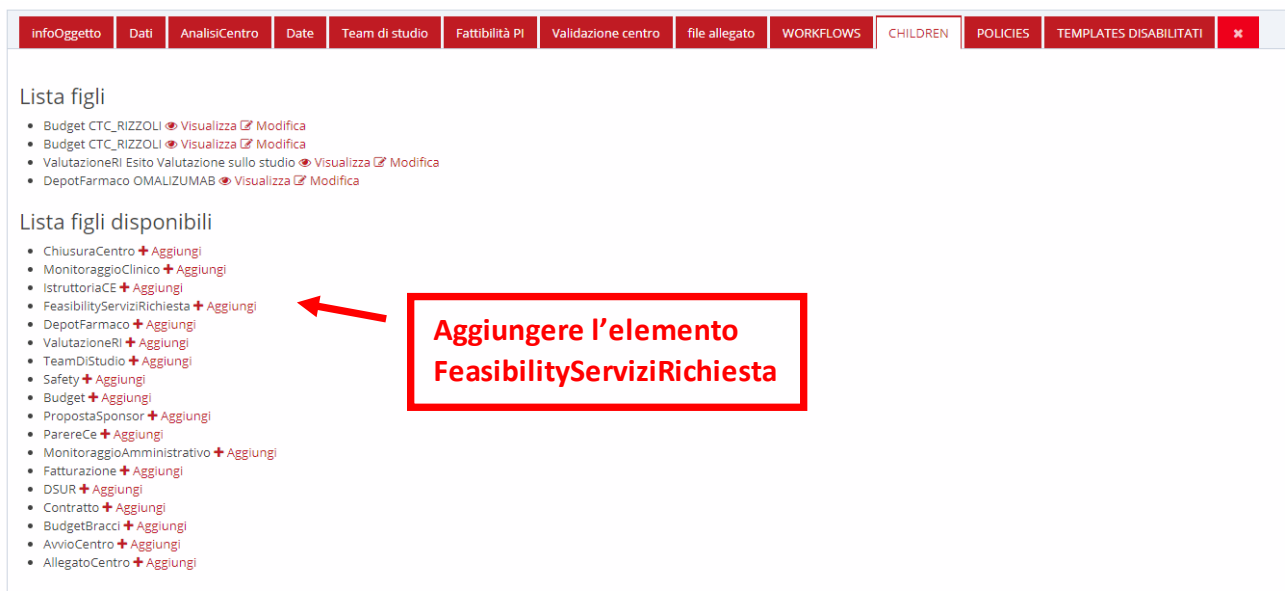 infoOggetto Dati AnalisiCentro Date Team di studio Fattibilità PI Validazione centro file allegato WORKFLOWS CHILDREN POLICIES TEMPLATES DISABILITATI ×
Lista figli
Budget CTC_RIZZOLI Visualizza Modifica
Budget CTC_RIZZOLI Visualizza Modifica
ValutazioneRI Esito Valutazione sullo studio Visualizza Modifica
DepotFarmaco OMALIZUMAB Visualizza Modifica
Lista figli disponibili
ChiusuraCentro + Aggiungi
MonitoraggioClinico + Aggiungi
IstruttoriaCE + Aggiungi
FeasibilityServiziRichiesta + Aggiungi
DepotFarmaco + Aggiungi
ValutazioneRI + Aggiungi
TeamDiStudio + Aggiungi
Safety + Aggiungi
Budget + Aggiungi
PropostaSponsor + Aggiungi
ParereCe + Aggiungi
MonitoraggioAmministrativo + Aggiungi
Fatturazione + Aggiungi
DSUR + Aggiungi
Contratto + Aggiungi
BudgetBracci + Aggiungi
AvvioCentro + Aggiungi
AllegatoCentro + Aggiungi
Aggiungere l’elemento
FeasibilityServiziRichiesta